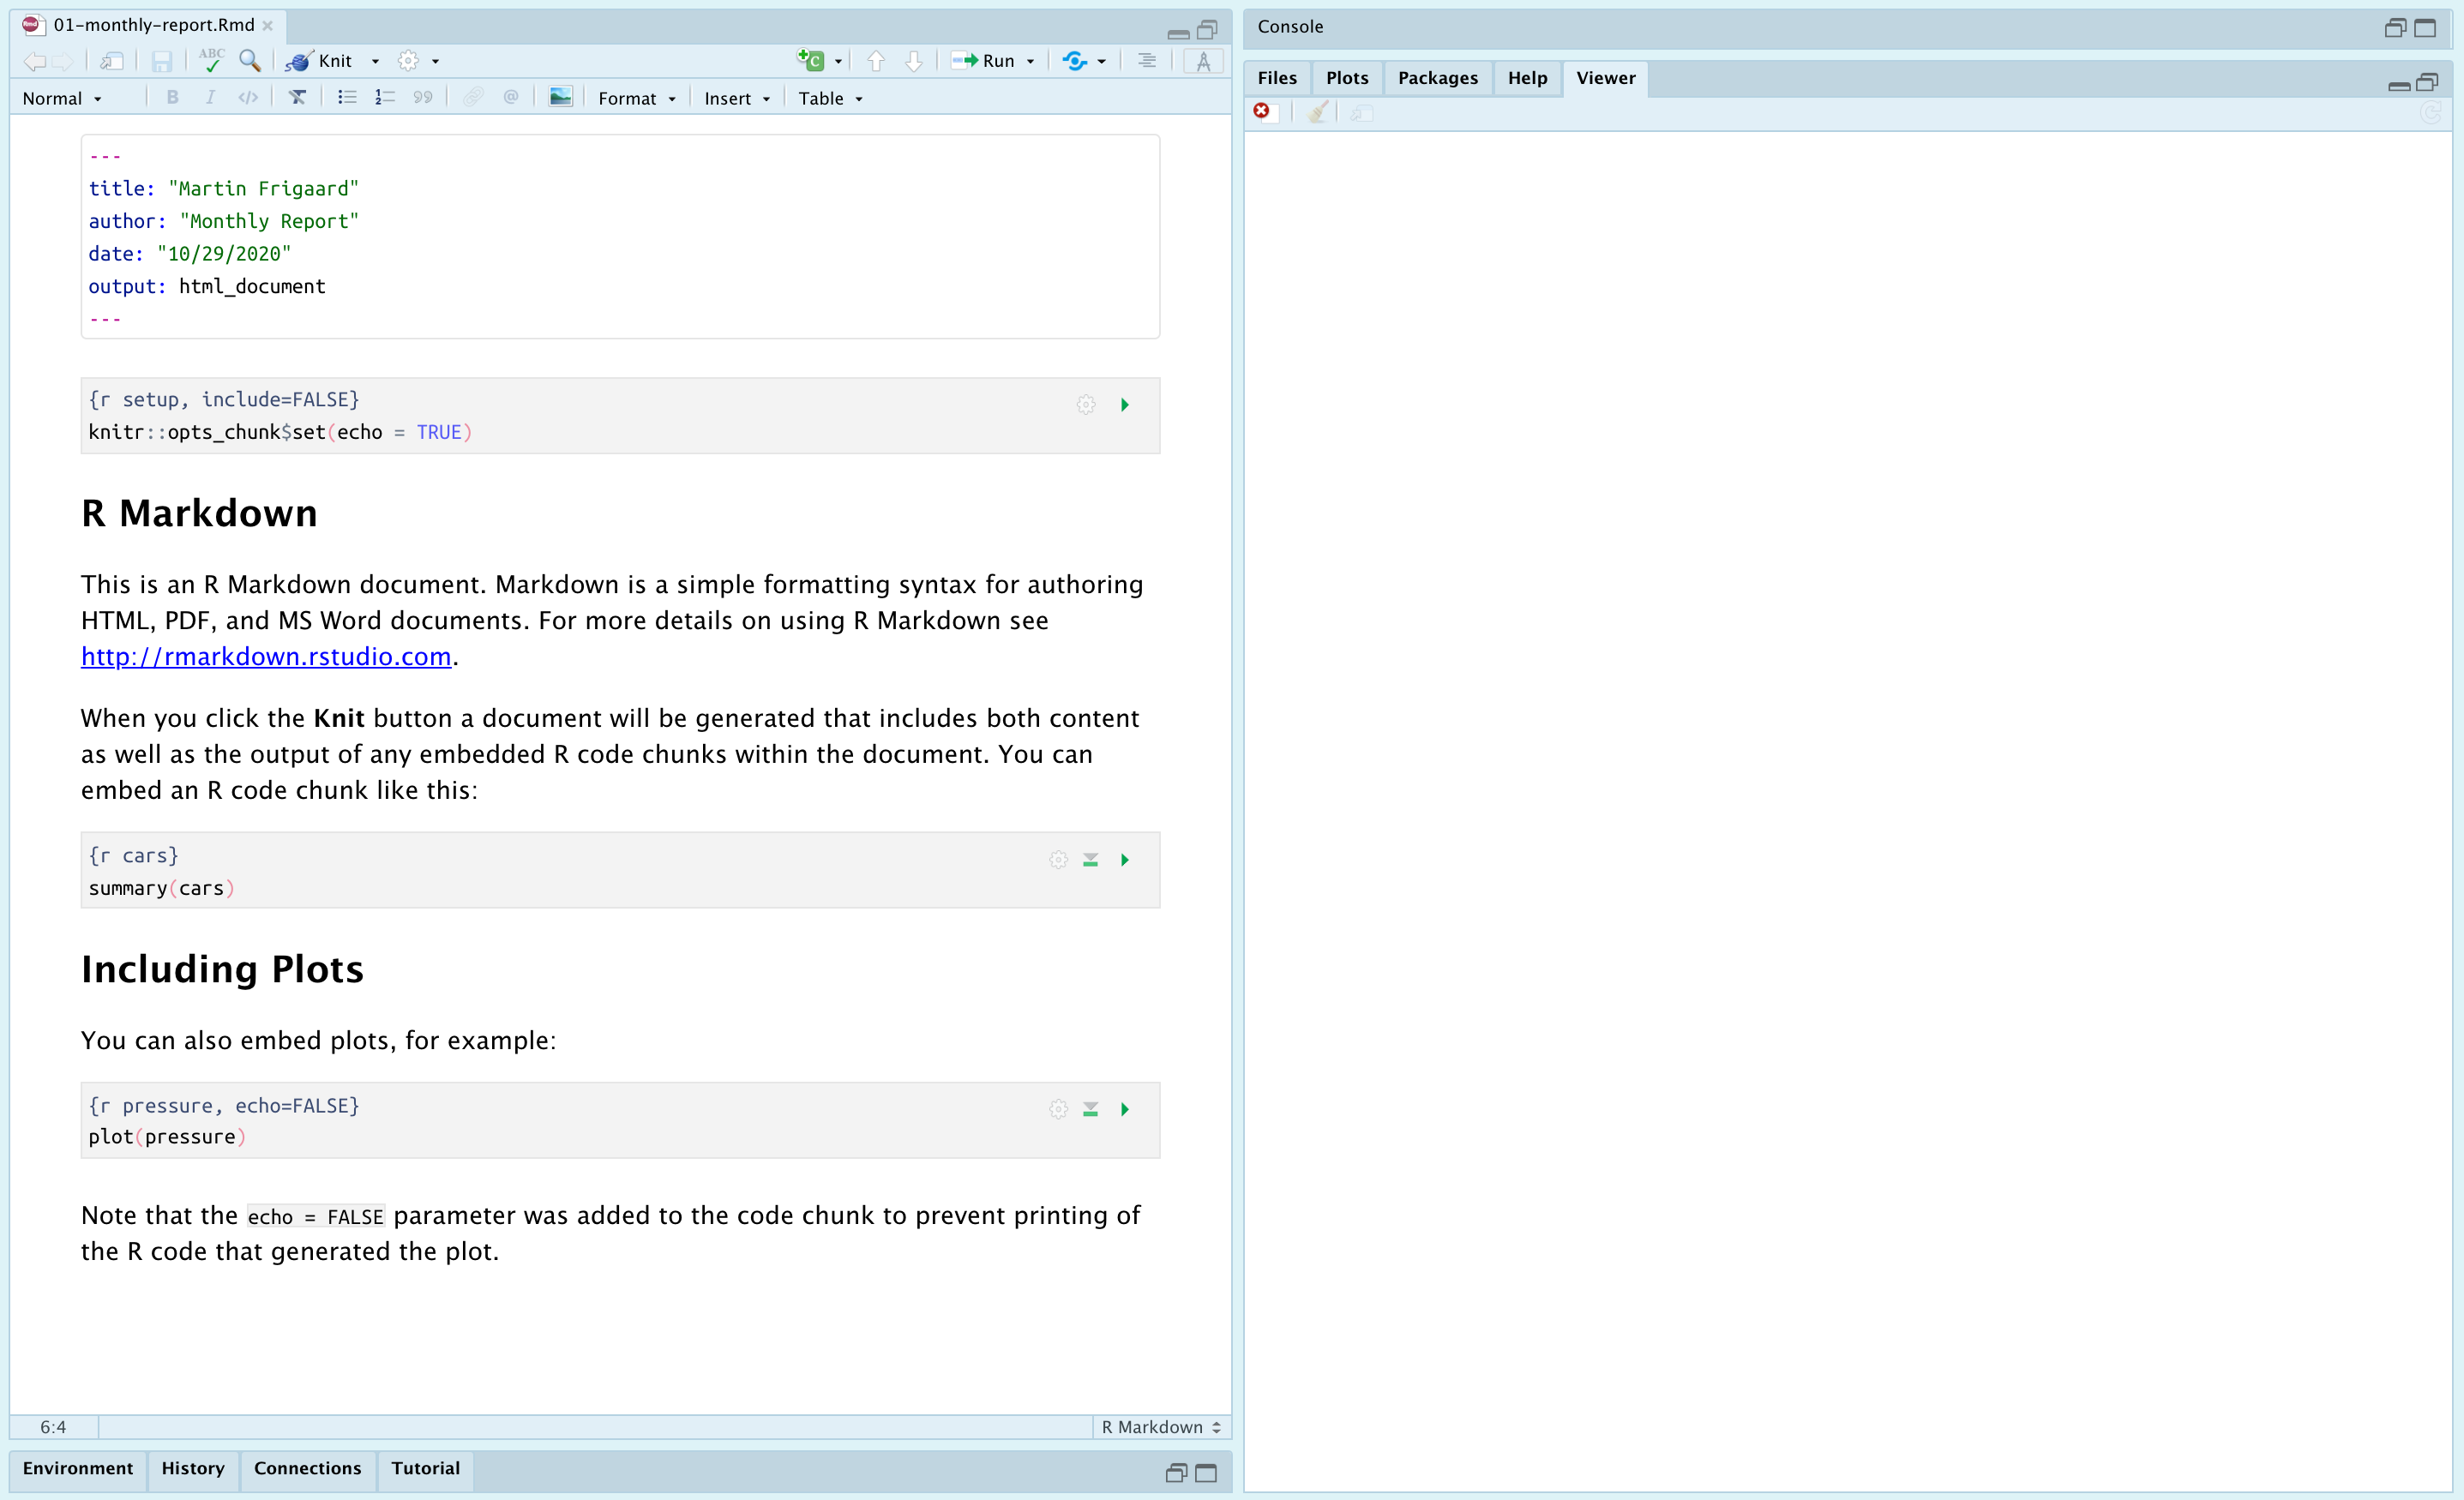 01-monthly-report.Rmd
ABC
Knit
Run
Normal
B I </>
Format
Insert
Table
---
title: "Martin Frigaard"
author: "Monthly Report"
date: "10/29/2020"
output: html_document
---
{r setup, include=FALSE}
knitr::opts_chunk$set(echo = TRUE)
R Markdown
This is an R Markdown document. Markdown is a simple formatting syntax for authoring
HTML, PDF, and MS Word documents. For more details on using R Markdown see
http://rmarkdown.rstudio.com.
When you click the Knit button a document will be generated that includes both content
as well as the output of any embedded R code chunks within the document. You can
embed an R code chunk like this:
{r cars}
summary(cars)
Including Plots
You can also embed plots, for example:
{r pressure, echo=FALSE}
plot(pressure)
Note that the echo = FALSE parameter was added to the code chunk to prevent printing of
the R code that generated the plot.
6:4
R Markdown
Environment History Connections Tutorial
Console
Files Plots Packages Help Viewer